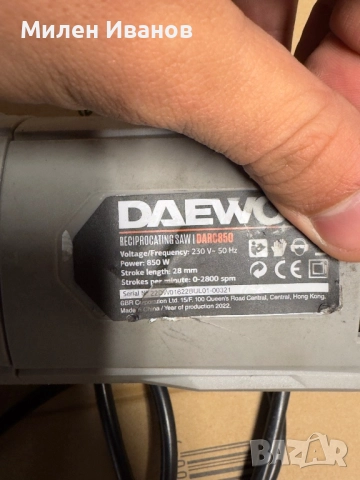 Милен Иванов
DAEWO
RECIPROCATING SAW | DARC850
Voltage/Frequency: 230 V~ 50 Hz
Power: 850 W
Stroke length: 28 mm
Strokes per minute: 0-2800 spm
GBR Corporation Ltd. 15/F, 100 Queen's Road Central, Central, Hong Kong.
Made in China / Year of production 2022.
BAZAR